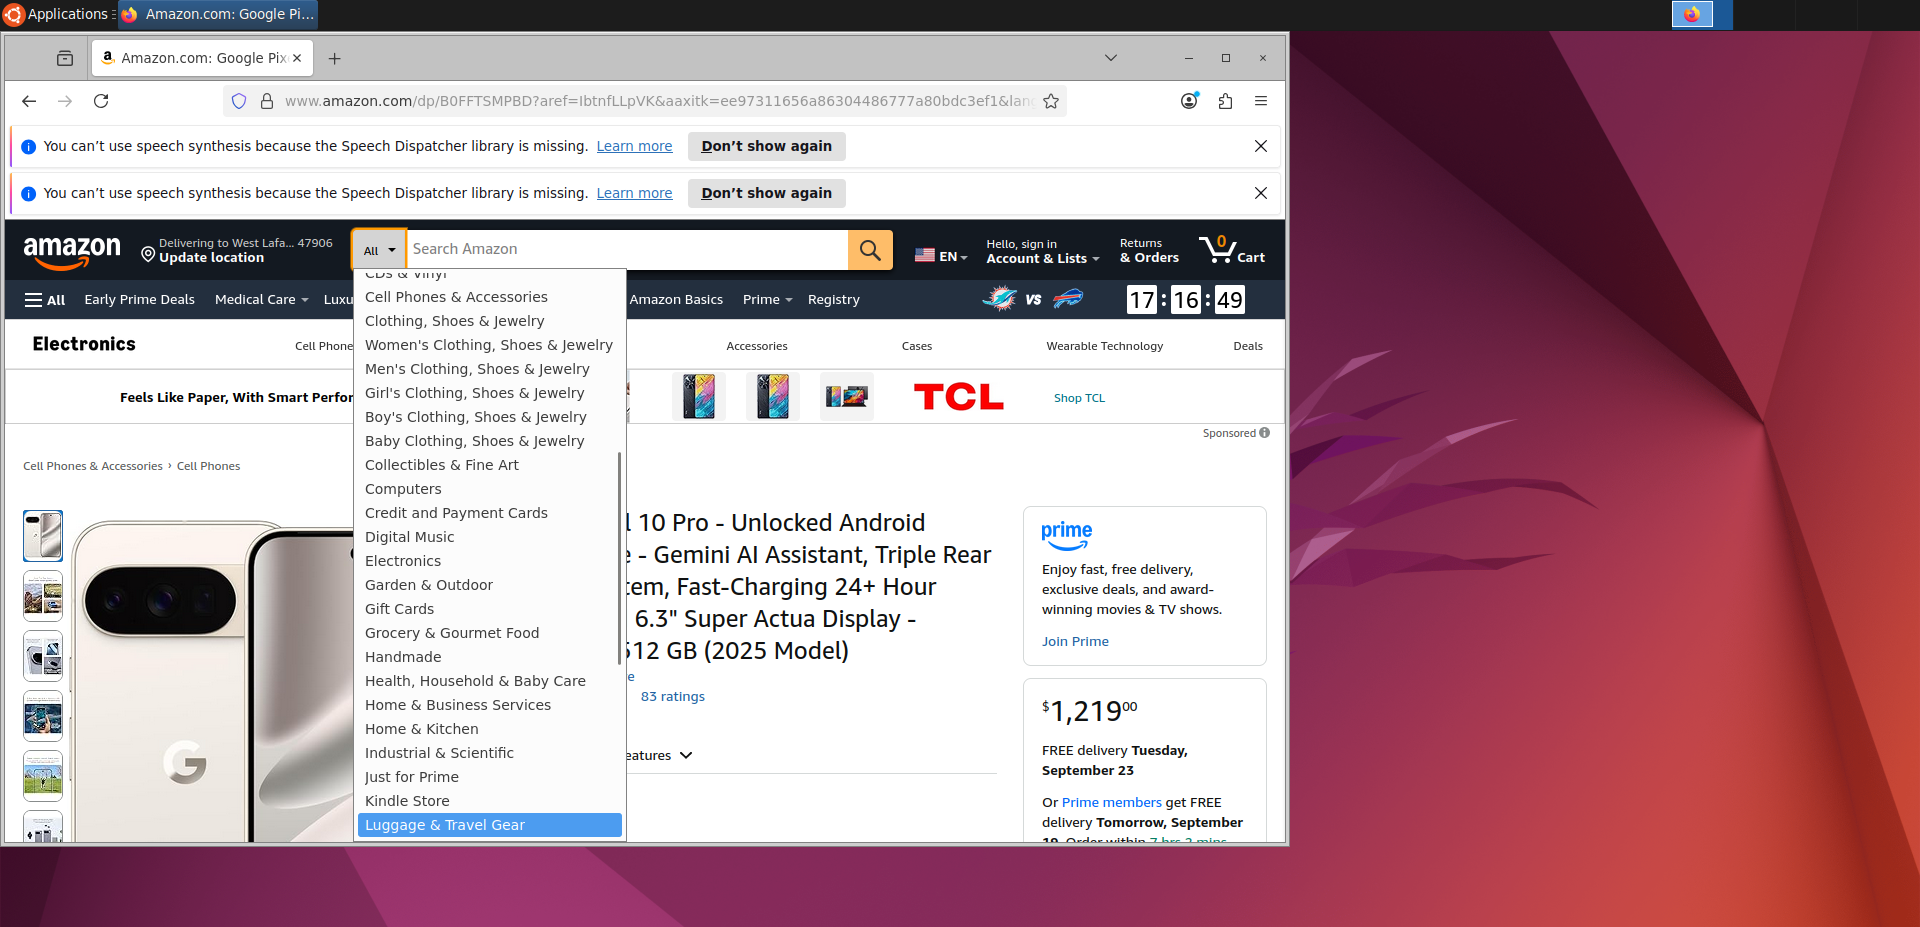 Applications
Amazon.com: Google Pi...
Amazon.com: Google Pix
www.amazon.com/dp/B0FFTSMPBD?aref=IbtnfLLpVK&aaxitk=ee97311656a86304486777a80bdc3ef1&lan
You can't use speech synthesis because the Speech Dispatcher library is missing. Learn more Don't show again
You can't use speech synthesis because the Speech Dispatcher library is missing. Learn more Don't show again
amazon
Delivering to West Lafa... 47906
Update location
All
Search Amazon
EN
Hello, sign in
Account & Lists
Returns
& Orders
0
Cart
All
Early Prime Deals
Medical Care
Luxu
Amazon Basics
Prime
Registry
VS
17 : 16 : 49
Electronics
Cell Phone
Accessories
Cases
Wearable Technology
Deals
Feels Like Paper, With Smart Perfor
TCL
Shop TCL
Sponsored
Cell Phones & Accessories › Cell Phones
CDs & Vinyl
Cell Phones & Accessories
Clothing, Shoes & Jewelry
Women's Clothing, Shoes & Jewelry
Men's Clothing, Shoes & Jewelry
Girl's Clothing, Shoes & Jewelry
Boy's Clothing, Shoes & Jewelry
Baby Clothing, Shoes & Jewelry
Collectibles & Fine Art
Computers
Credit and Payment Cards
Digital Music
Electronics
Garden & Outdoor
Gift Cards
Grocery & Gourmet Food
Handmade
Health, Household & Baby Care
Home & Business Services
Home & Kitchen
Industrial & Scientific
Just for Prime
Kindle Store
Luggage & Travel Gear
l 10 Pro - Unlocked Android
e - Gemini AI Assistant, Triple Rear
tem, Fast-Charging 24+ Hour
6.3" Super Actua Display -
512 GB (2025 Model)
re
83 ratings
eatures
prime
Enjoy fast, free delivery,
exclusive deals, and award-
winning movies & TV shows.
Join Prime
$1,21900
FREE delivery Tuesday,
September 23
Or Prime members get FREE
delivery Tomorrow, September
19. Order within 7 hrs 2 mins